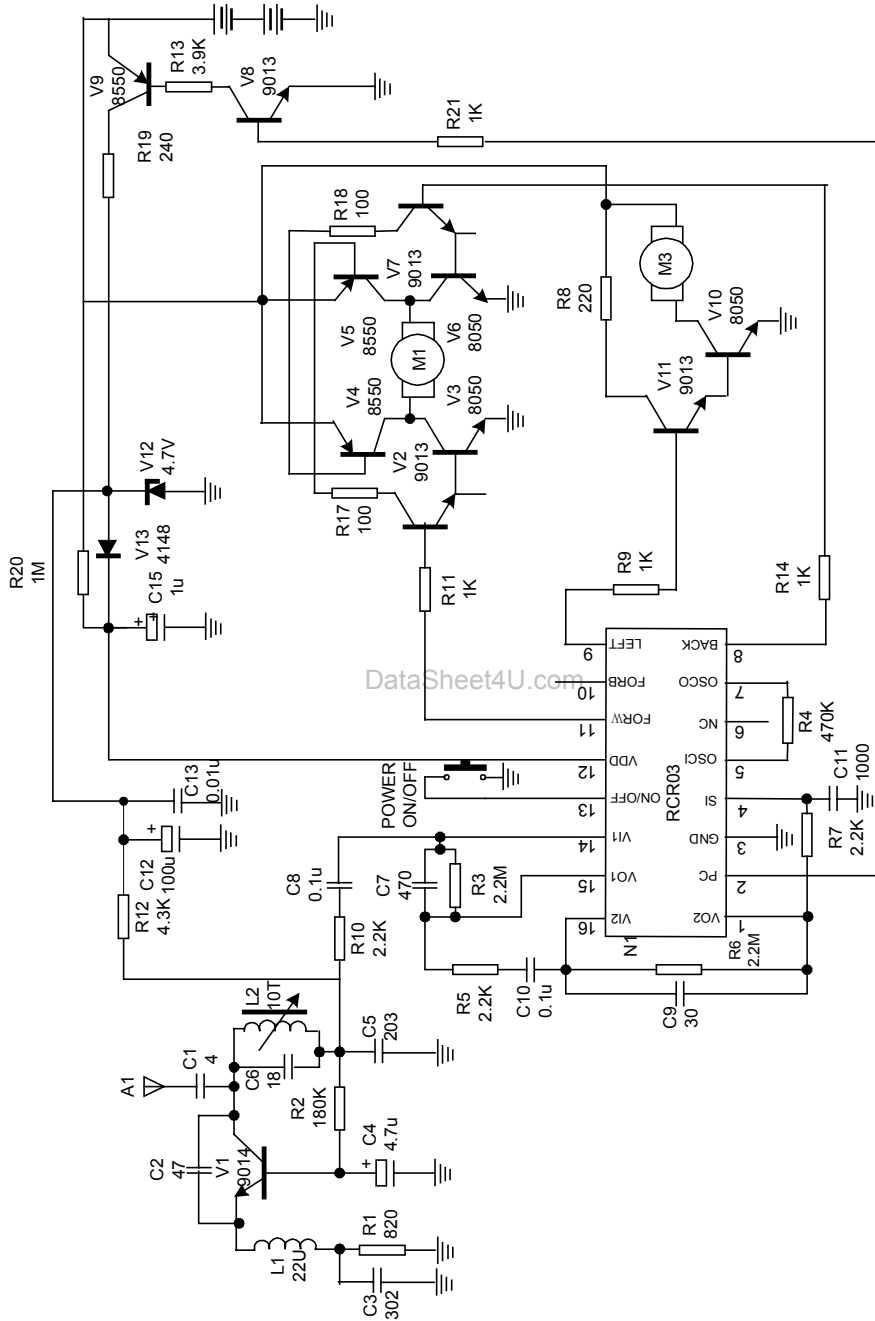 V9
8550
R13
3.9K
V8
9013
R19
240
R21
1K
R18
100
V7
9013
V5
8550
V6
8050
M1
V4
8550
V3
8050
V2
9013
R17
100
R11
1K
R8
220
M3
V10
8050
V11
9013
R9
1K
R14
1K
R20
1M
V12
4.7V
V13
4148
C15
1u
+
+
DataSheet4U.com
POWER
ON/OFF
9
LEFT
10
FORB
11
FORW
12
VDD
13
ON/OFF
14
VI1
15
VO1
16
VI2
RCR03
N1
8
BACK
7
OSCO
6
NC
5
OSCI
4
SI
3
GND
2
PC
1
VO2
R4
470K
C11
1000
R7
2.2K
R6
2.2M
C9
30
C10
0.1u
R5
2.2K
C7
470
R3
2.2M
C8
0.1u
R10
2.2K
C13
0.01u
C12
100u
+
R12
4.3K
L2
10T
C5
203
C6
18
C1
4
A1
R2
180K
C4
4.7u
+
C2
47
V1
9014
L1
22U
R1
820
C3
302